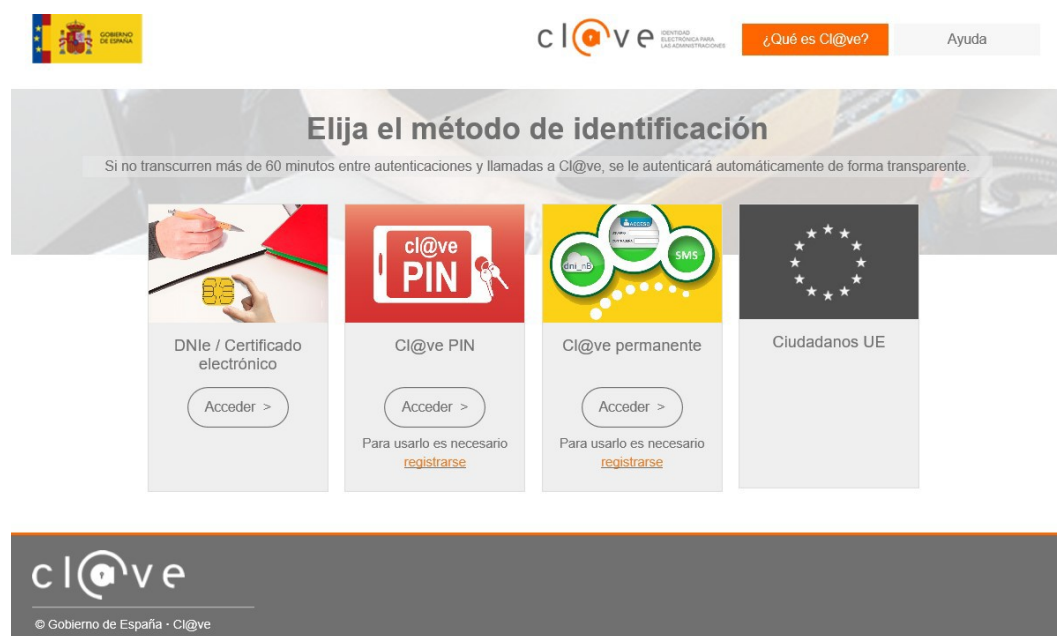 GOBIERNO
DE ESPAÑA
cl@ve
IDENTIDAD
ELECTRÓNICA PARA
LAS ADMINISTRACIONES
¿Qué es Cl@ve?
Ayuda
Elija el método de identificación
Si no transcurren más de 60 minutos entre autenticaciones y llamadas a Cl@ve, se le autenticará automáticamente de forma transparente.
cl@ve
PIN
ACCESO
dni_nB
SMS
DNIe / Certificado
electrónico
Acceder >
Cl@ve PIN
Acceder >
Para usarlo es necesario
registrarse
Cl@ve permanente
Acceder >
Para usarlo es necesario
registrarse
Ciudadanos UE
cl@ve
© Gobierno de España · Cl@ve